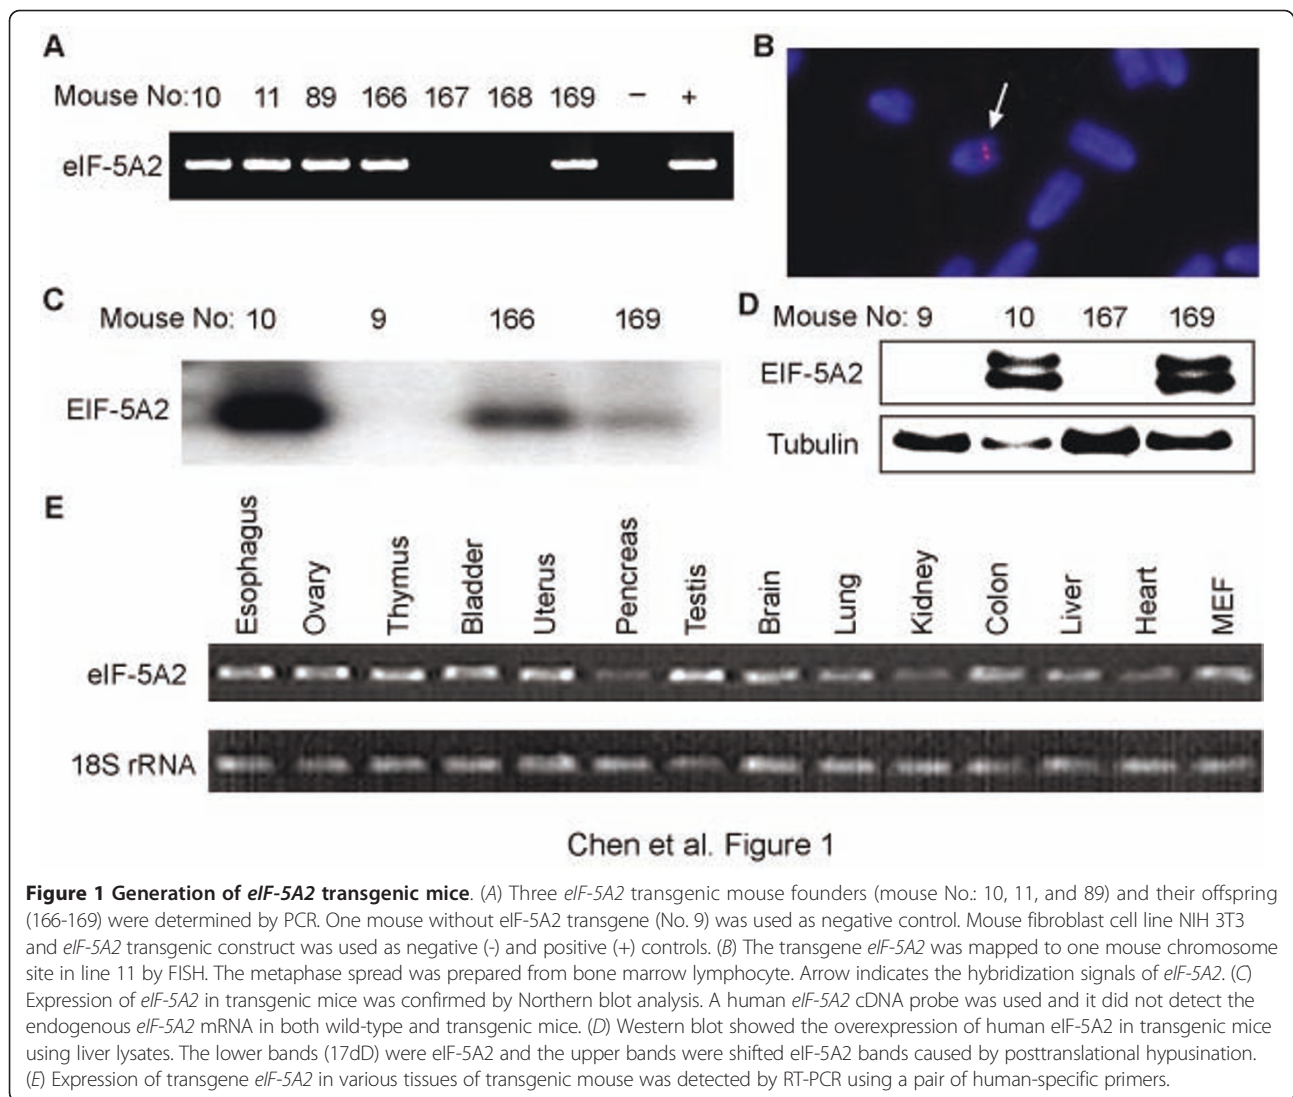 A
Mouse No:10 11 89 166 167 168 169 – +
eIF-5A2
B
C
Mouse No: 10 9 166 169
EIF-5A2
D
Mouse No: 9 10 167 169
EIF-5A2
Tubulin
E
Esophagus Ovary Thymus Bladder Uterus Pencreas Testis Brain Lung Kidney Colon Liver Heart MEF
eIF-5A2
18S rRNA
Chen et al. Figure 1
Figure 1 Generation of eIF-5A2 transgenic mice. (A) Three eIF-5A2 transgenic mouse founders (mouse No.: 10, 11, and 89) and their offspring
(166-169) were determined by PCR. One mouse without eIF-5A2 transgene (No. 9) was used as negative control. Mouse fibroblast cell line NIH 3T3
and eIF-5A2 transgenic construct was used as negative (-) and positive (+) controls. (B) The transgene eIF-5A2 was mapped to one mouse chromosome
site in line 11 by FISH. The metaphase spread was prepared from bone marrow lymphocyte. Arrow indicates the hybridization signals of eIF-5A2. (C)
Expression of eIF-5A2 in transgenic mice was confirmed by Northern blot analysis. A human eIF-5A2 cDNA probe was used and it did not detect the
endogenous eIF-5A2 mRNA in both wild-type and transgenic mice. (D) Western blot showed the overexpression of human eIF-5A2 in transgenic mice
using liver lysates. The lower bands (17dD) were eIF-5A2 and the upper bands were shifted eIF-5A2 bands caused by posttranslational hypusination.
(E) Expression of transgene eIF-5A2 in various tissues of transgenic mouse was detected by RT-PCR using a pair of human-specific primers.